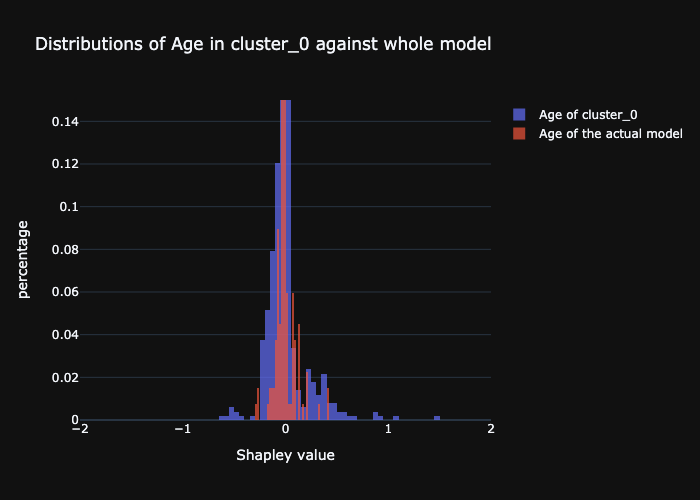 Distributions of Age in cluster_0 against whole model
Age of cluster_0
Age of the actual model
percentage
0.14
0.12
0.1
0.08
0.06
0.04
0.02
0
−2
−1
0
1
2
Shapley value